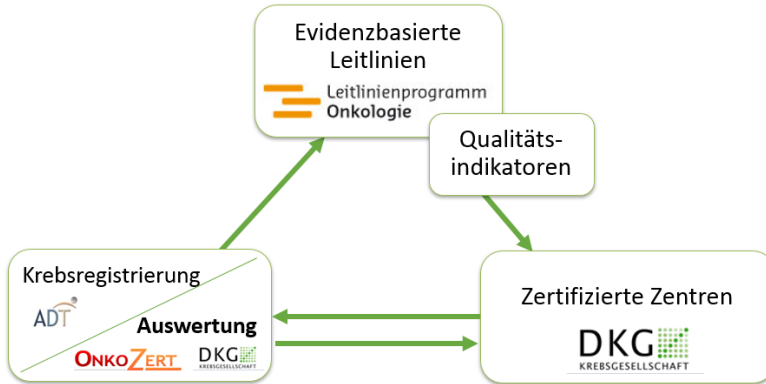 Evidenzbasierte
Leitlinien
Leitlinienprogramm
Onkologie
Qualitäts-
indikatoren
Krebsregistrierung
ADT
Auswertung
ONKOZERT
DKG
KREBSGESELLSCHAFT
Zertifizierte Zentren
DKG
KREBSGESELLSCHAFT